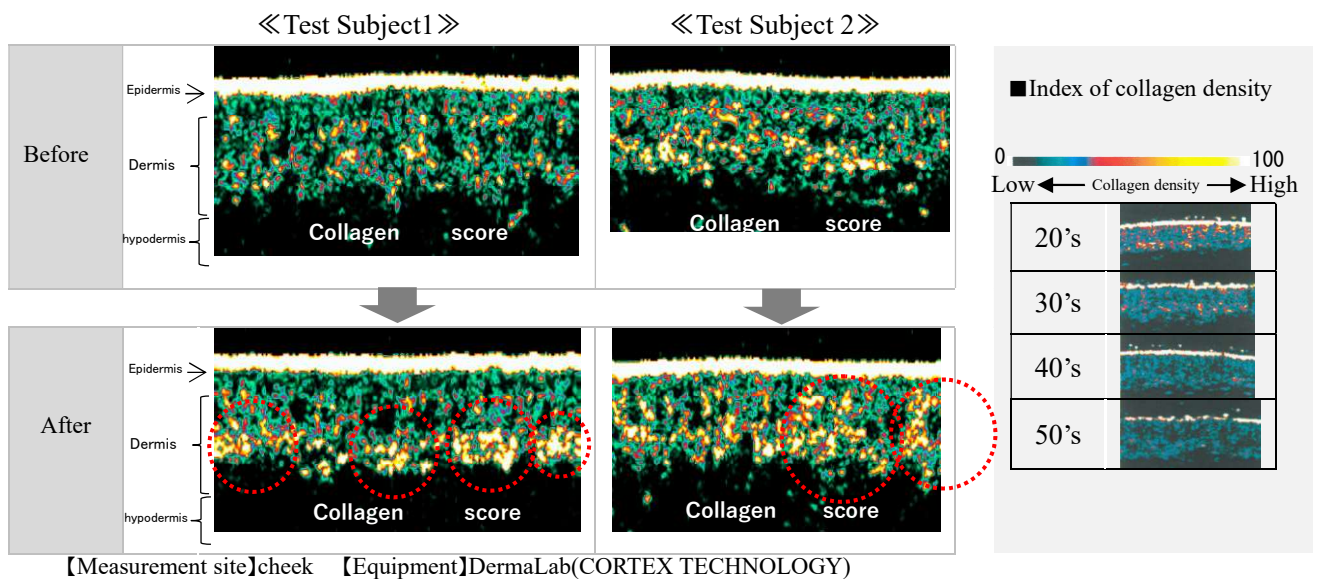 ≪Test Subject1≫
≪Test Subject 2≫
Before
Epidermis
Dermis
hypodermis
Collagen score
Collagen score
After
Epidermis
Dermis
hypodermis
Collagen score
Collagen score
【Measurement site】cheek 【Equipment】DermaLab(CORTEX TECHNOLOGY)
■Index of collagen density
0 100
Low Collagen density High
20’s
30’s
40’s
50’s